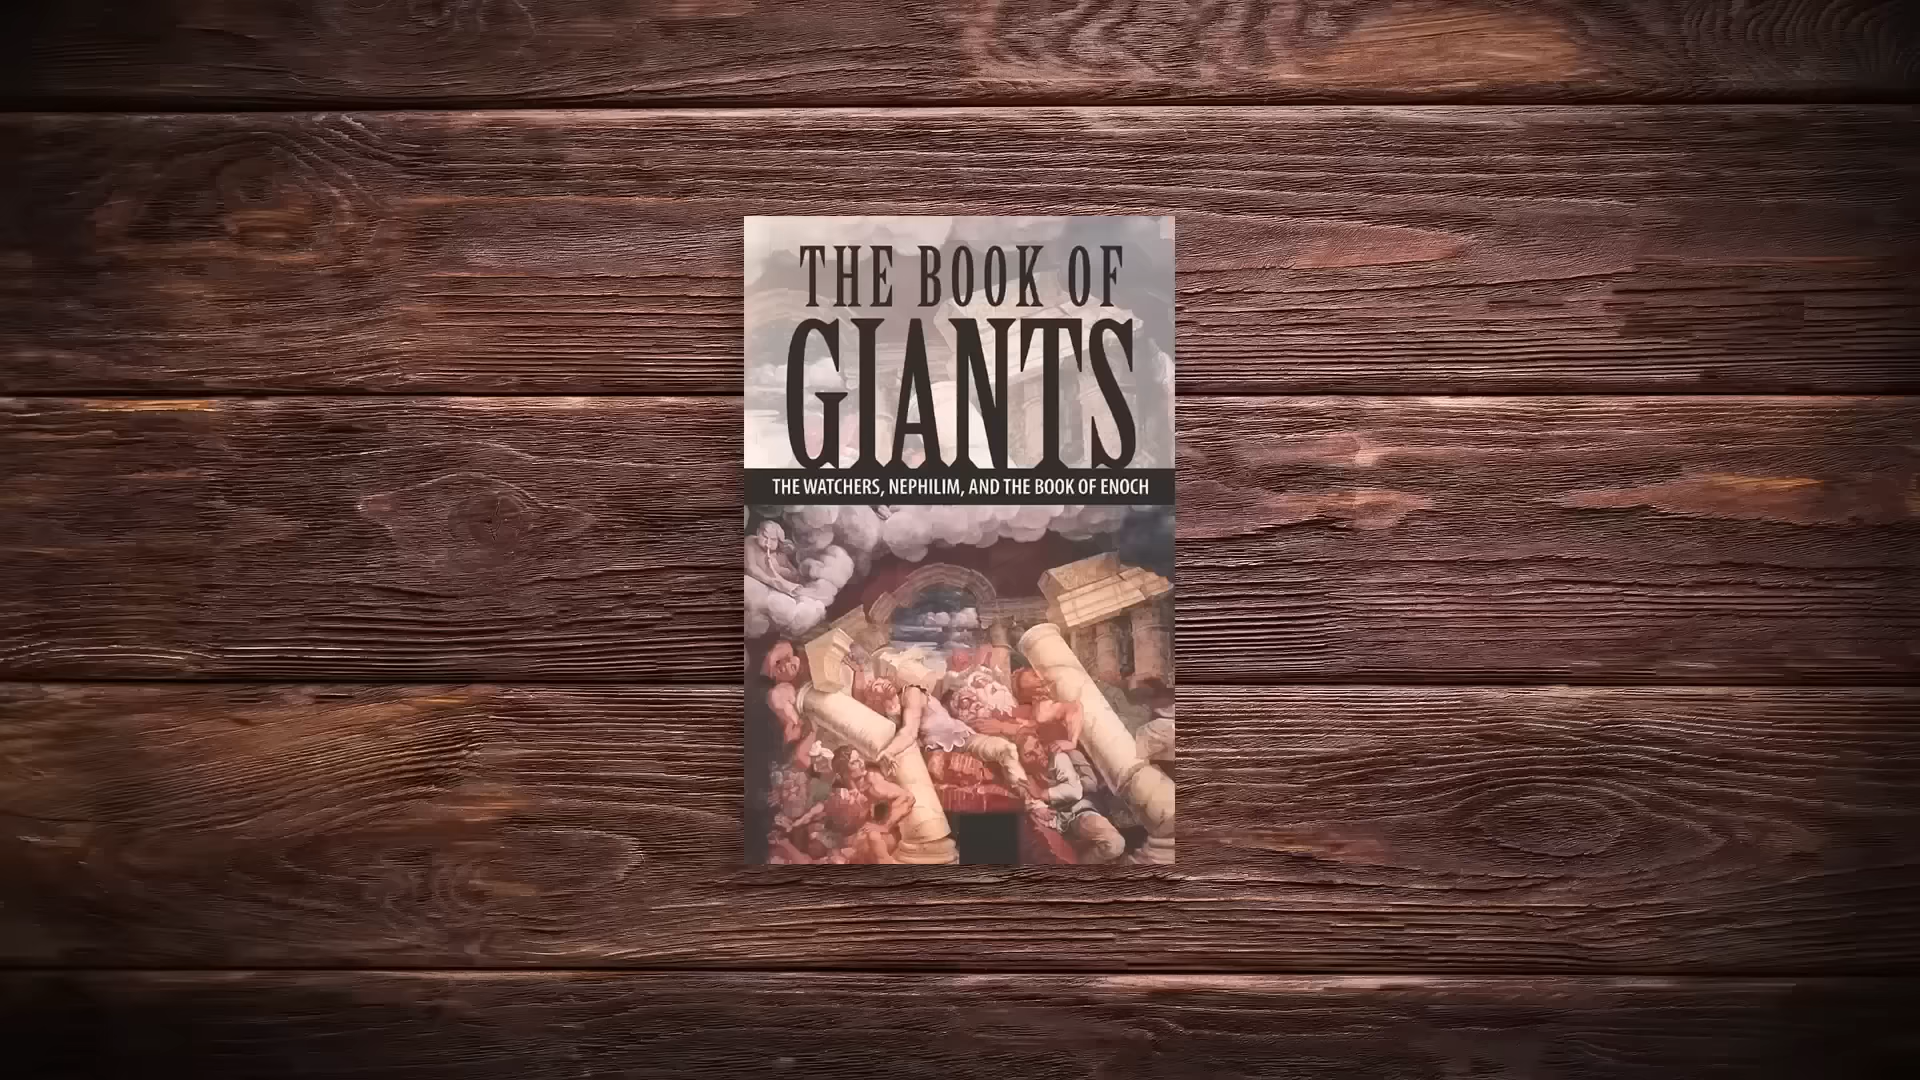 THE BOOK OF
GIANTS
THE WATCHERS, NEPHILIM, AND THE BOOK OF ENOCH